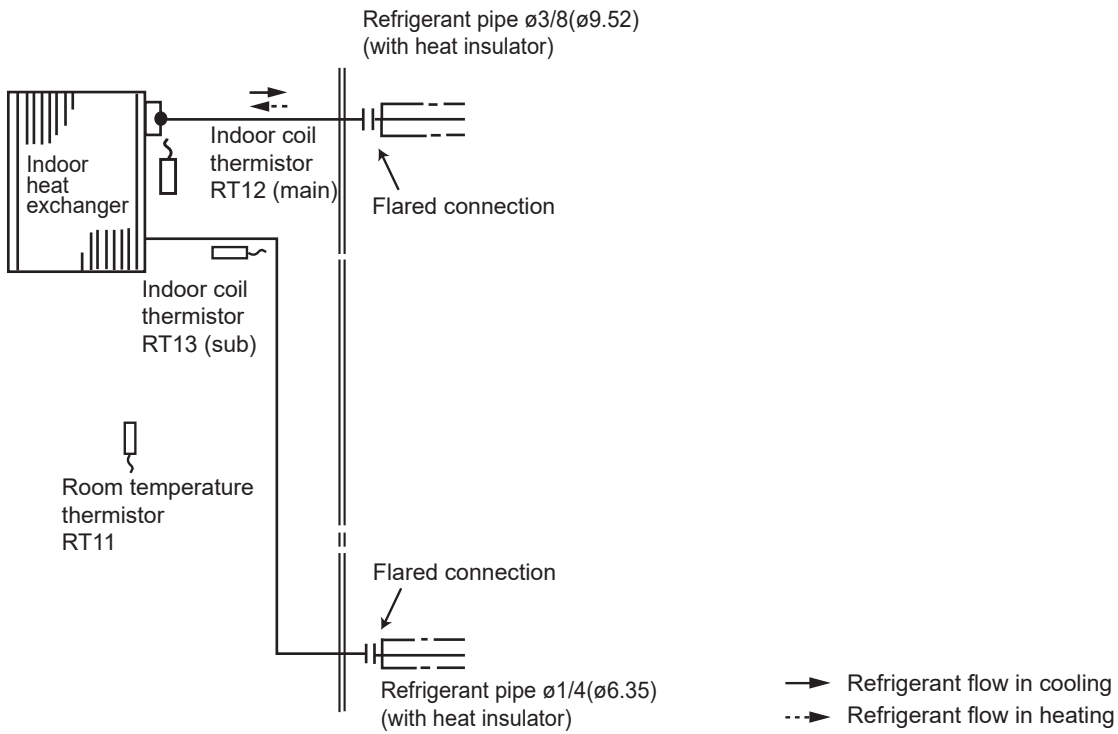 Refrigerant pipe ø3/8(ø9.52)
(with heat insulator)
Indoor
heat
exchanger
Indoor coil
thermistor
RT12 (main)
Flared connection
Indoor coil
thermistor
RT13 (sub)
Room temperature
thermistor
RT11
Flared connection
Refrigerant pipe ø1/4(ø6.35)
(with heat insulator)
Refrigerant flow in cooling
Refrigerant flow in heating